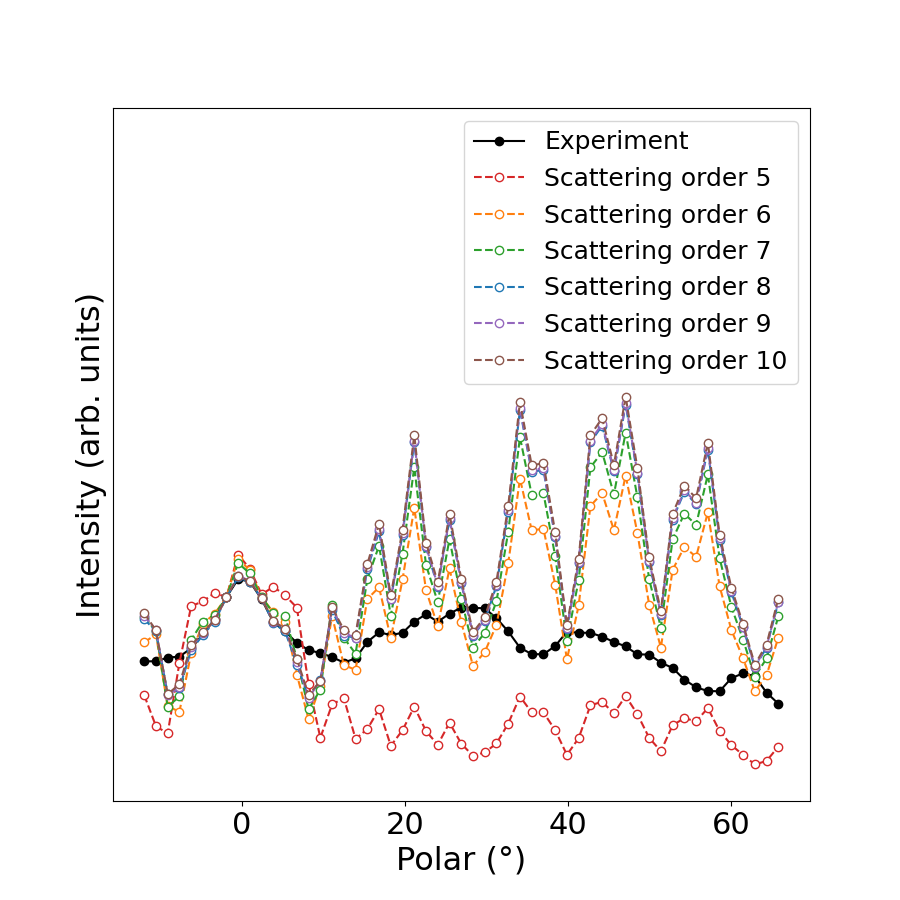 Experiment
Scattering order 5
Scattering order 6
Scattering order 7
Scattering order 8
Scattering order 9
Scattering order 10
Intensity (arb. units)
0 20 40 60
Polar (°)